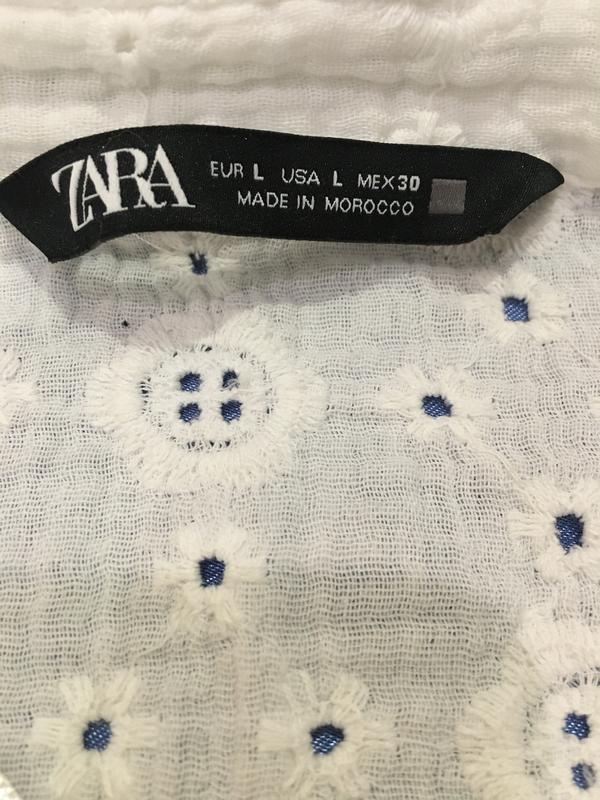 ZARA
EUR L USA L MEX 30
MADE IN MOROCCO